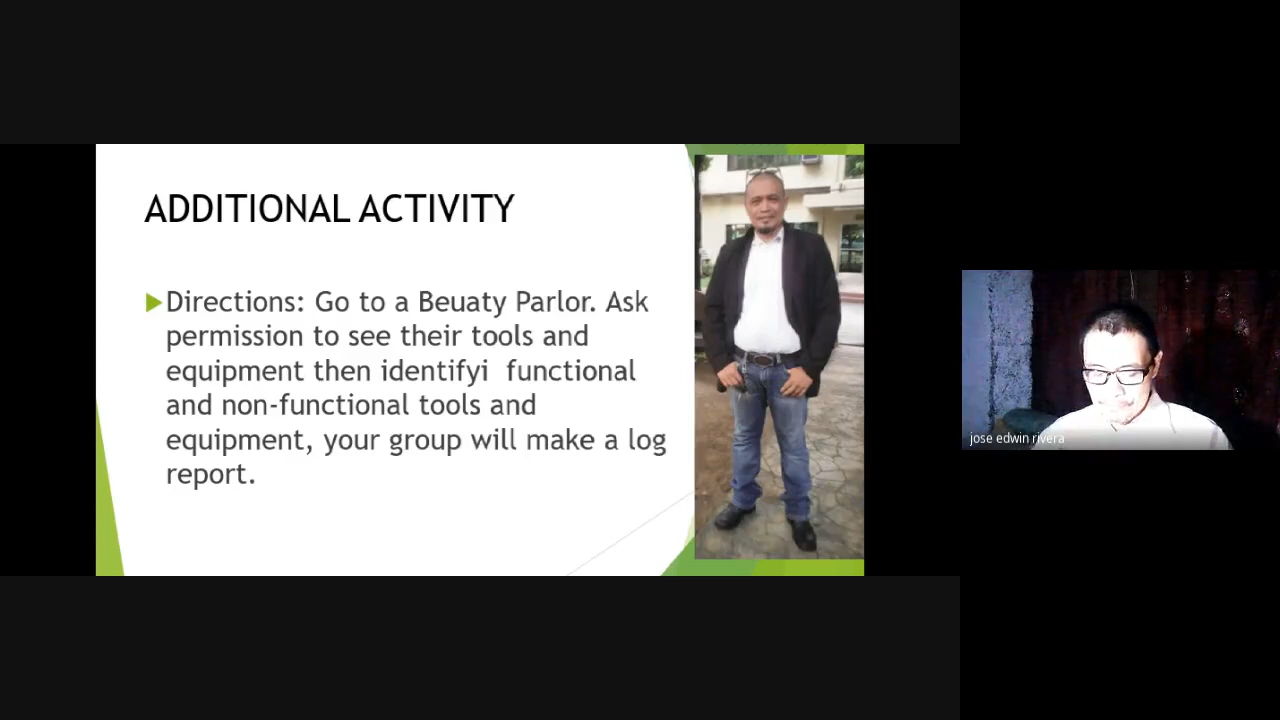 ADDITIONAL ACTIVITY
Directions: Go to a Beuaty Parlor. Ask
permission to see their tools and
equipment then identifyi functional
and non-functional tools and
equipment, your group will make a log
report.
jose edwin rivera